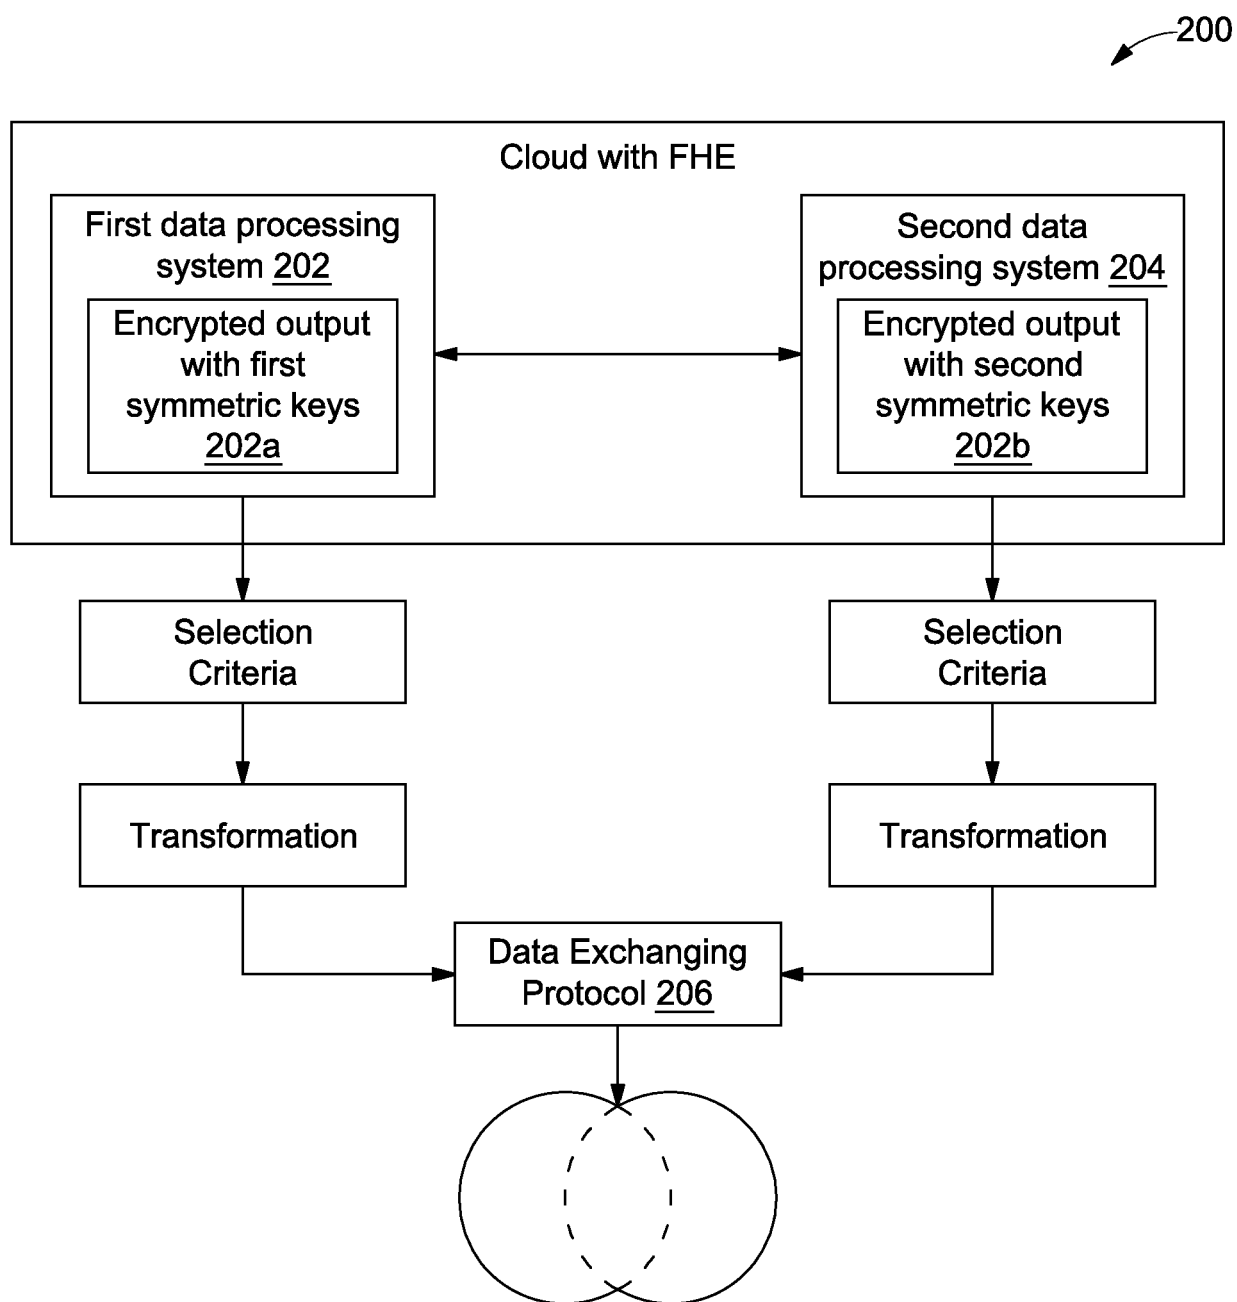 200
Cloud with FHE
First data processing
system 202
Encrypted output
with first
symmetric keys
202a
Second data
processing system 204
Encrypted output
with second
symmetric keys
202b
Selection
Criteria
Selection
Criteria
Transformation
Transformation
Data Exchanging
Protocol 206